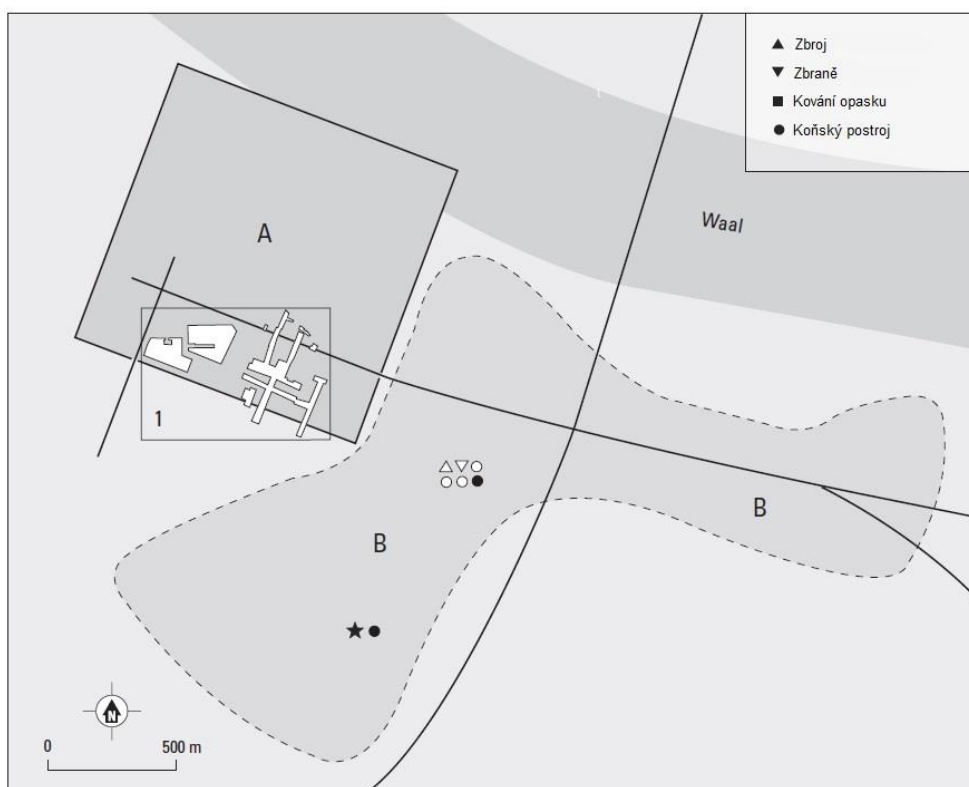 Zbroj
Zbraně
Kování opasku
Koňský postroj
A
Waal
1
B
B
N
0 500 m